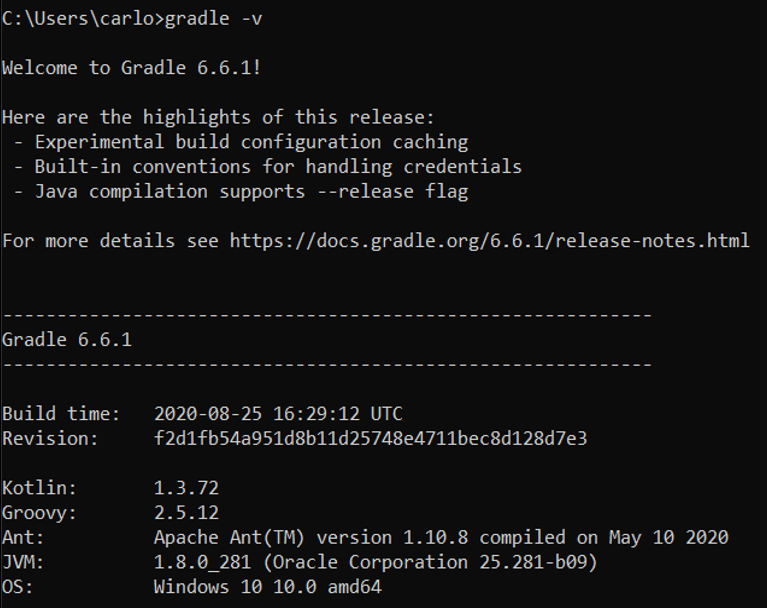 C:\Users\carlo>gradle -v
Welcome to Gradle 6.6.1!
Here are the highlights of this release:
- Experimental build configuration caching
- Built-in conventions for handling credentials
- Java compilation supports --release flag
For more details see https://docs.gradle.org/6.6.1/release-notes.html
------------------------------------------------------------
Gradle 6.6.1
------------------------------------------------------------
Build time:   2020-08-25 16:29:12 UTC
Revision:     f2d1fb54a951d8b11d25748e4711bec8d128d7e3
Kotlin:       1.3.72
Groovy:       2.5.12
Ant:          Apache Ant(TM) version 1.10.8 compiled on May 10 2020
JVM:          1.8.0_281 (Oracle Corporation 25.281-b09)
OS:           Windows 10 10.0 amd64